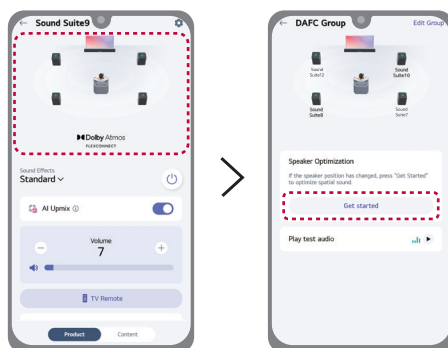 Sound Suite9
Dolby Atmos
FLEXCONNECT
Sound Effects
Standard
AI Upmix
Volume
7
TV Remote
Product
Content
DAFC Group
Edit Group
Sound
Suite12
Sound
Suite10
Sound
Suite8
Sound
Suite7
Speaker Optimization
If the speaker position has changed, press "Get Started"
to optimize spatial sound.
Get started
Play test audio